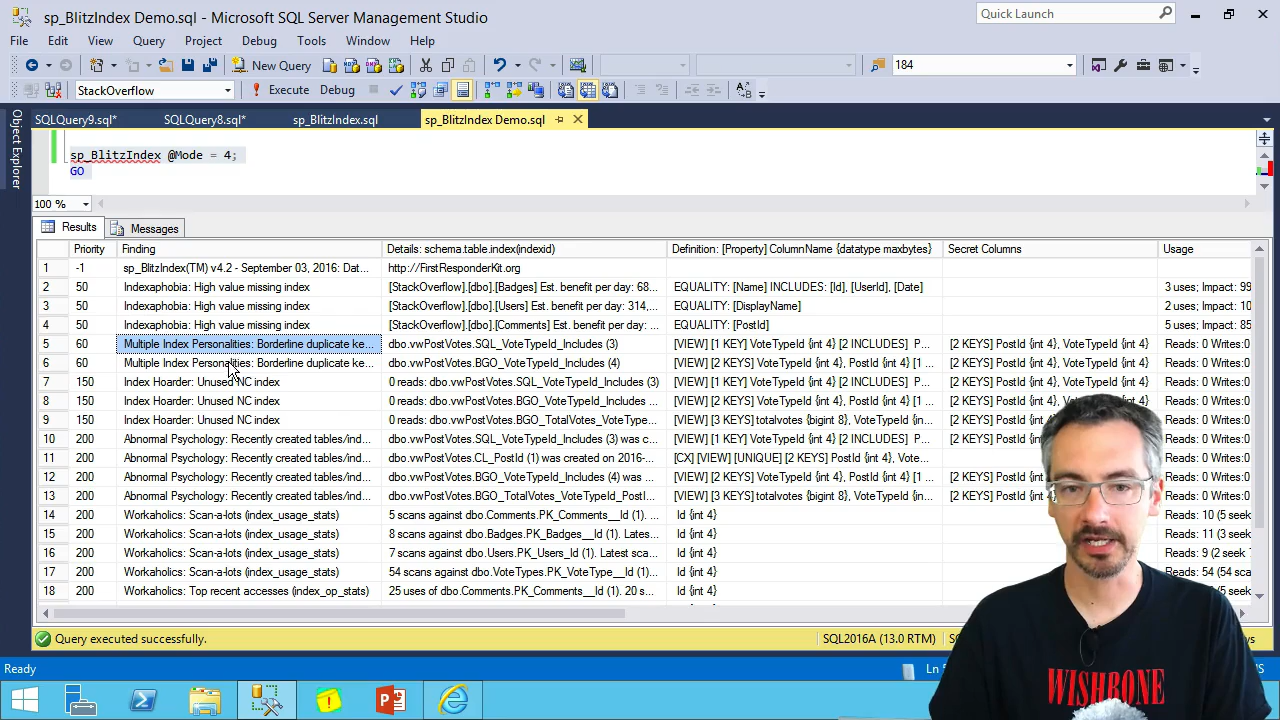 sp_BlitzIndex Demo.sql - Microsoft SQL Server Management Studio
Quick Launch
File Edit View Query Project Debug Tools Window Help
New Query
184
StackOverflow
Execute Debug
Object Explorer
SQLQuery9.sql* SQLQuery8.sql* sp_BlitzIndex.sql sp_BlitzIndex Demo.sql
sp_BlitzIndex @Mode = 4;
GO
100 %
Results Messages
Priority Finding Details: schema.table.index(indexid) Definition: [Property] ColumnName {datatype maxbytes} Secret Columns Usage
1 -1 sp_BlitzIndex(TM) v4.2 - September 03, 2016: Dat... http://FirstResponderKit.org
2 50 Indexaphobia: High value missing index [StackOverflow].[dbo].[Badges] Est. benefit per day: 68... EQUALITY: [Name] INCLUDES: [Id], [UserId], [Date] 3 uses; Impact: 99
3 50 Indexaphobia: High value missing index [StackOverflow].[dbo].[Users] Est. benefit per day: 314,... EQUALITY: [DisplayName] 2 uses; Impact: 10
4 50 Indexaphobia: High value missing index [StackOverflow].[dbo].[Comments] Est. benefit per day: ... EQUALITY: [PostId] 5 uses; Impact: 85
5 60 Multiple Index Personalities: Borderline duplicate ke... dbo.vwPostVotes.SQL_VoteTypeId_Includes (3) [VIEW] [1 KEY] VoteTypeId {int 4} [2 INCLUDES] P... [2 KEYS] PostId {int 4}, VoteTypeId {int 4} Reads: 0 Writes:0
6 60 Multiple Index Personalities: Borderline duplicate ke... dbo.vwPostVotes.BGO_VoteTypeId_Includes (4) [VIEW] [2 KEYS] VoteTypeId {int 4}, PostId {int 4} [1 ... [2 KEYS] PostId {int 4}, VoteTypeId {int 4} Reads: 0 Writes:0
7 150 Index Hoarder: Unused NC index 0 reads: dbo.vwPostVotes.SQL_VoteTypeId_Includes (3) [VIEW] [1 KEY] VoteTypeId {int 4} [2 INCLUDES] P... [2 KEYS] PostId {int 4}, VoteTypeId {int 4} Reads: 0 Writes:0
8 150 Index Hoarder: Unused NC index 0 reads: dbo.vwPostVotes.BGO_VoteTypeId_Includes (4) [VIEW] [2 KEYS] VoteTypeId {int 4}, PostId {int 4} [1 ... [2 KEYS] PostId {int 4}, VoteTypeId {int 4} Reads: 0 Writes:0
9 150 Index Hoarder: Unused NC index 0 reads: dbo.vwPostVotes.BGO_TotalVotes_VoteType... [VIEW] [3 KEYS] totalvotes {bigint 8}, VoteTypeId {int ... [2 KEYS] PostId Reads: 0 Writes:0
10 200 Abnormal Psychology: Recently created tables/ind... dbo.vwPostVotes.SQL_VoteTypeId_Includes (3) was c... [VIEW] [1 KEY] VoteTypeId {int 4} [2 INCLUDES] P... [2 KEYS] PostId {int Reads: 0 Writes:0
11 200 Abnormal Psychology: Recently created tables/ind... dbo.vwPostVotes.CL_PostId (1) was created on 2016-... [CX] [VIEW] [UNIQUE] [2 KEYS] PostId {int 4}, Vote... Reads: 0 Writes:0
12 200 Abnormal Psychology: Recently created tables/ind... dbo.vwPostVotes.BGO_VoteTypeId_Includes (4) was ... [VIEW] [2 KEYS] VoteTypeId {int 4}, PostId {int 4} [1 ... [2 KEYS] PostId {int Reads: 0 Writes:0
13 200 Abnormal Psychology: Recently created tables/ind... dbo.vwPostVotes.BGO_TotalVotes_VoteTypeId_PostI... [VIEW] [3 KEYS] totalvotes {bigint 8}, VoteTypeId {int ... [2 KEYS] PostId {int 4 Reads: 0 Writes:0
14 200 Workaholics: Scan-a-lots (index_usage_stats) 10 scans against dbo.Comments.PK_Comments__Id (1). ... Id {int 4} Reads: 10 (5 seek
15 200 Workaholics: Scan-a-lots (index_usage_stats) 8 scans against dbo.Badges.PK_Badges__Id (1). Lates... Id {int 4} Reads: 11 (3 seek
16 200 Workaholics: Scan-a-lots (index_usage_stats) 7 scans against dbo.Users.PK_Users_Id (1). Latest sca... Id {int 4} Reads: 9 (2 seek
17 200 Workaholics: Scan-a-lots (index_usage_stats) 54 scans against dbo.VoteTypes.PK_VoteType__Id (1).... Id {int 4} Reads: 54 (54 sca
18 200 Workaholics: Top recent accesses (index_op_stats) 25 uses of dbo.Comments.PK_Comments__Id (1). 20 s... Id {int 4} Reads:
Query executed successfully. SQL2016A (13.0 RTM)
Ready Ln
WISHBONE